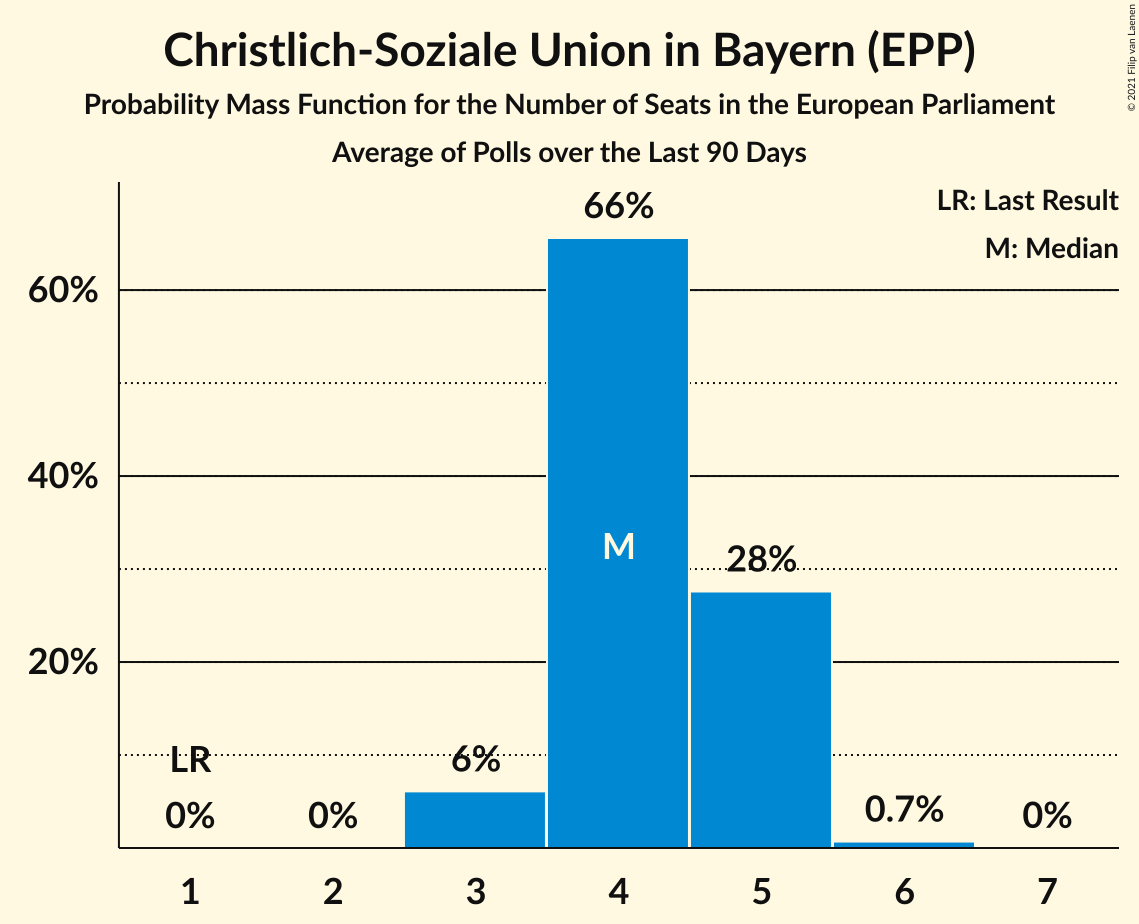 Christlich-Soziale Union in Bayern (EPP)
Probability Mass Function for the Number of Seats in the European Parliament
Average of Polls over the Last 90 Days
© 2021 Filip van Laenen
LR: Last Result
M: Median
66%
60%
40%
M
28%
20%
LR
6%
0%
0%
0.7%
0%
1 2 3 4 5 6 7